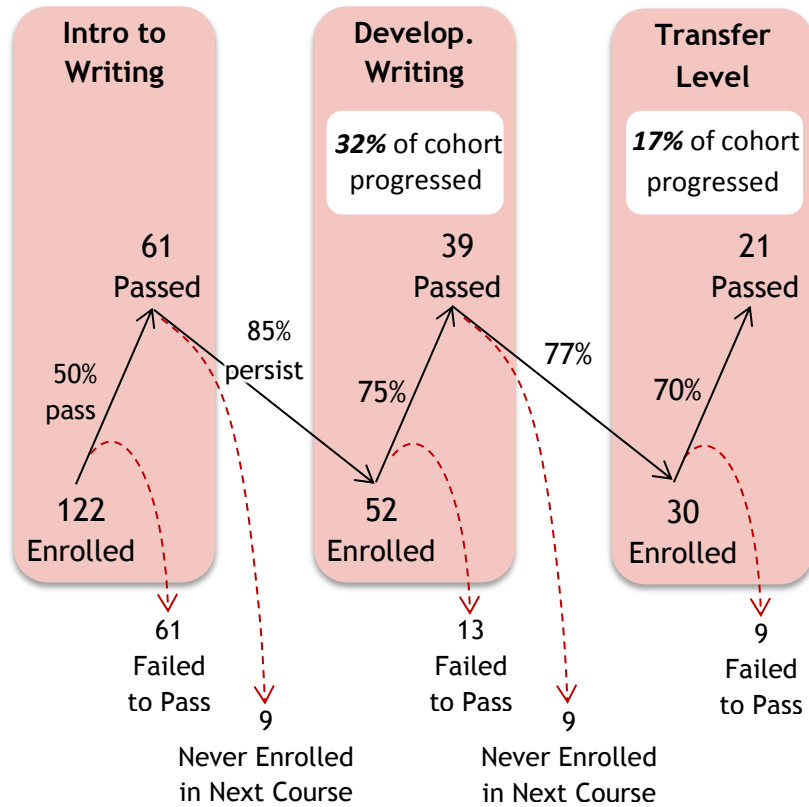 Intro to
Writing
61
Passed
50%
pass
122
Enrolled
61
Failed
to Pass
85%
persist
9
Never Enrolled
in Next Course
Develop.
Writing
32% of cohort
progressed
39
Passed
75%
52
Enrolled
13
Failed
to Pass
77%
9
Never Enrolled
in Next Course
Transfer
Level
17% of cohort
progressed
21
Passed
70%
30
Enrolled
9
Failed
to Pass